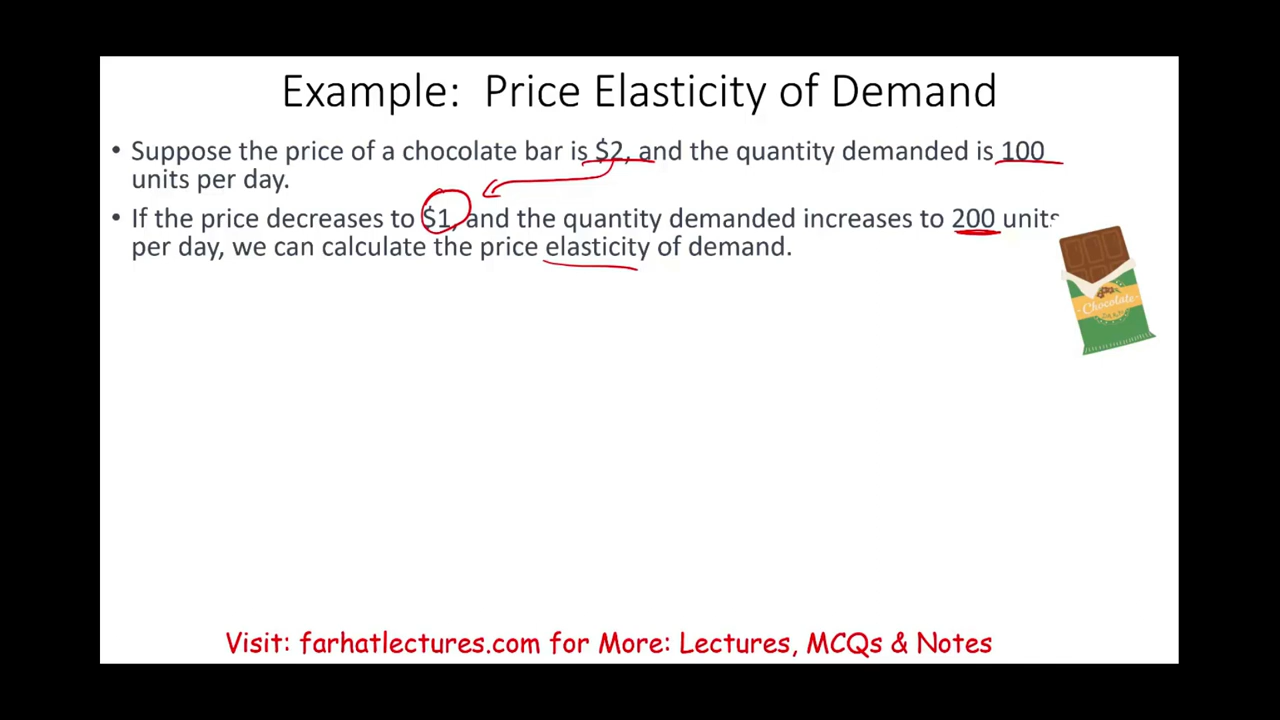 Example: Price Elasticity of Demand
• Suppose the price of a chocolate bar is $2, and the quantity demanded is 100
units per day.
• If the price decreases to $1, and the quantity demanded increases to 200 units
per day, we can calculate the price elasticity of demand.
Chocolate
Visit: farhatlectures.com for More: Lectures, MCQs & Notes